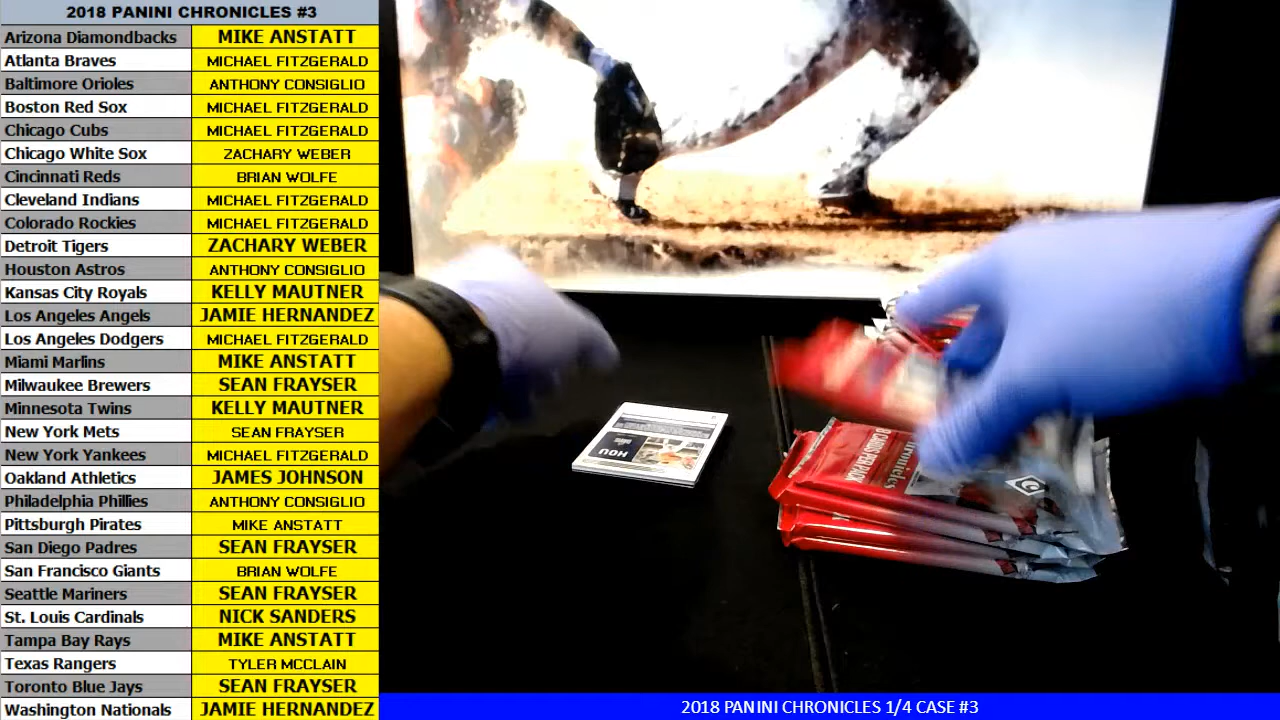 2018 PANINI CHRONICLES #3
Arizona Diamondbacks MIKE ANSTATT
Atlanta Braves MICHAEL FITZGERALD
Baltimore Orioles ANTHONY CONSIGLIO
Boston Red Sox MICHAEL FITZGERALD
Chicago Cubs MICHAEL FITZGERALD
Chicago White Sox ZACHARY WEBER
Cincinnati Reds BRIAN WOLFE
Cleveland Indians MICHAEL FITZGERALD
Colorado Rockies MICHAEL FITZGERALD
Detroit Tigers ZACHARY WEBER
Houston Astros ANTHONY CONSIGLIO
Kansas City Royals KELLY MAUTNER
Los Angeles Angels JAMIE HERNANDEZ
Los Angeles Dodgers MICHAEL FITZGERALD
Miami Marlins MIKE ANSTATT
Milwaukee Brewers SEAN FRAYSER
Minnesota Twins KELLY MAUTNER
New York Mets SEAN FRAYSER
New York Yankees MICHAEL FITZGERALD
Oakland Athletics JAMES JOHNSON
Philadelphia Phillies ANTHONY CONSIGLIO
Pittsburgh Pirates MIKE ANSTATT
San Diego Padres SEAN FRAYSER
San Francisco Giants BRIAN WOLFE
Seattle Mariners SEAN FRAYSER
St. Louis Cardinals NICK SANDERS
Tampa Bay Rays MIKE ANSTATT
Texas Rangers TYLER MCCLAIN
Toronto Blue Jays SEAN FRAYSER
Washington Nationals JAMIE HERNANDEZ
HOU
CARDS PER PACK
hronicles
2018 PANINI CHRONICLES 1/4 CASE #3